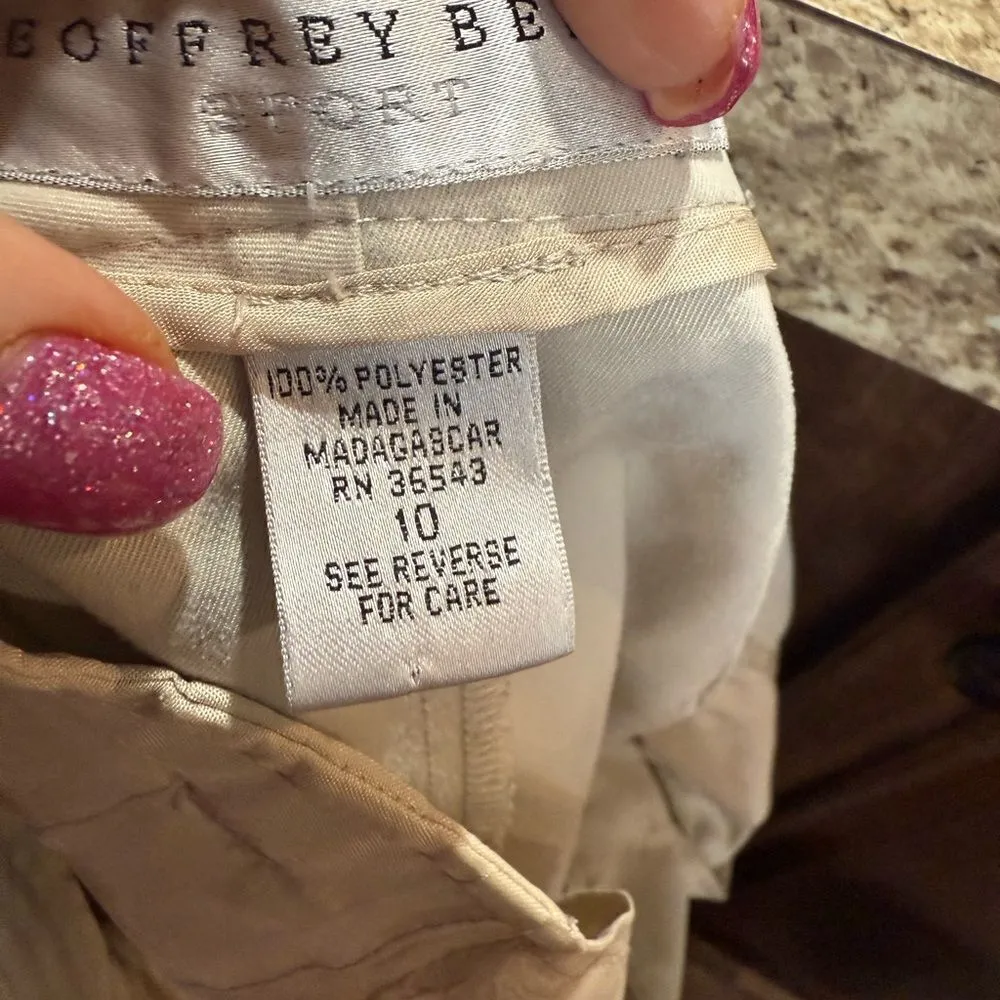 EOFFREY BE
SPORT
100% POLYESTER
MADE IN
MADAGASCAR
RN 36543
10
SEE REVERSE
FOR CARE